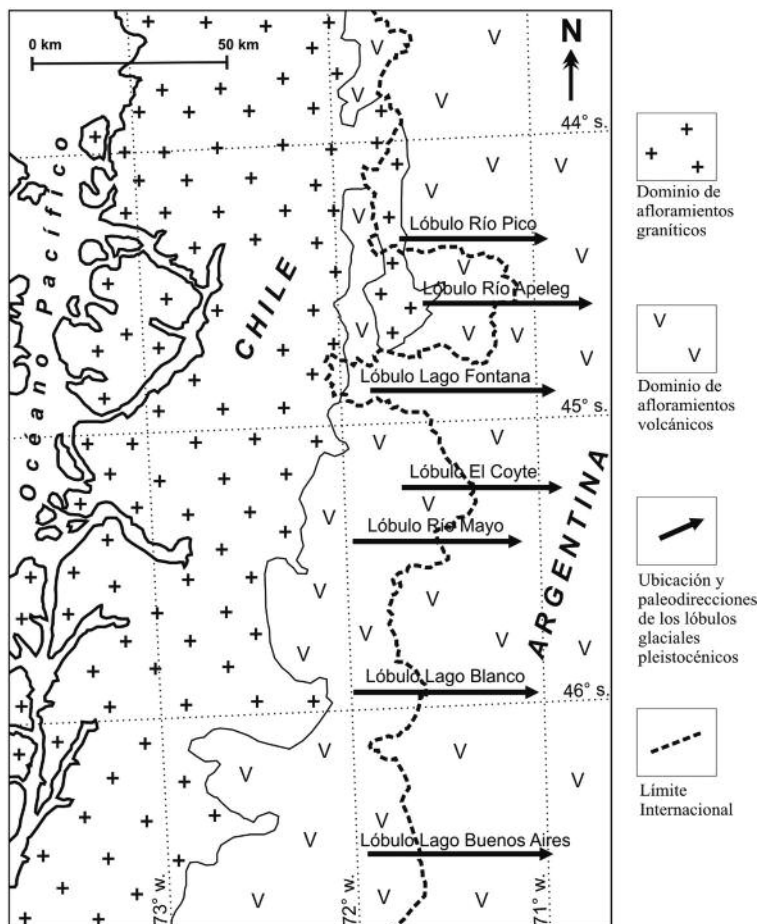 0 km 50 km
N
44° s.
Océano Pacífico
CHILE
Lóbulo Río Pico
Lóbulo Río Apeleg
Lóbulo Lago Fontana
45° s.
Lóbulo El Coyte
Lóbulo Río Mayo
ARGENTINA
Lóbulo Lago Blanco
46° s.
Lóbulo Lago Buenos Aires
73° w.
72° w.
71° w.
Dominio de
afloramientos
graníticos
Dominio de
afloramientos
volcánicos
Ubicación y
paleodirecciones
de los lóbulos
glaciales
pleistocénicos
Límite
Internacional